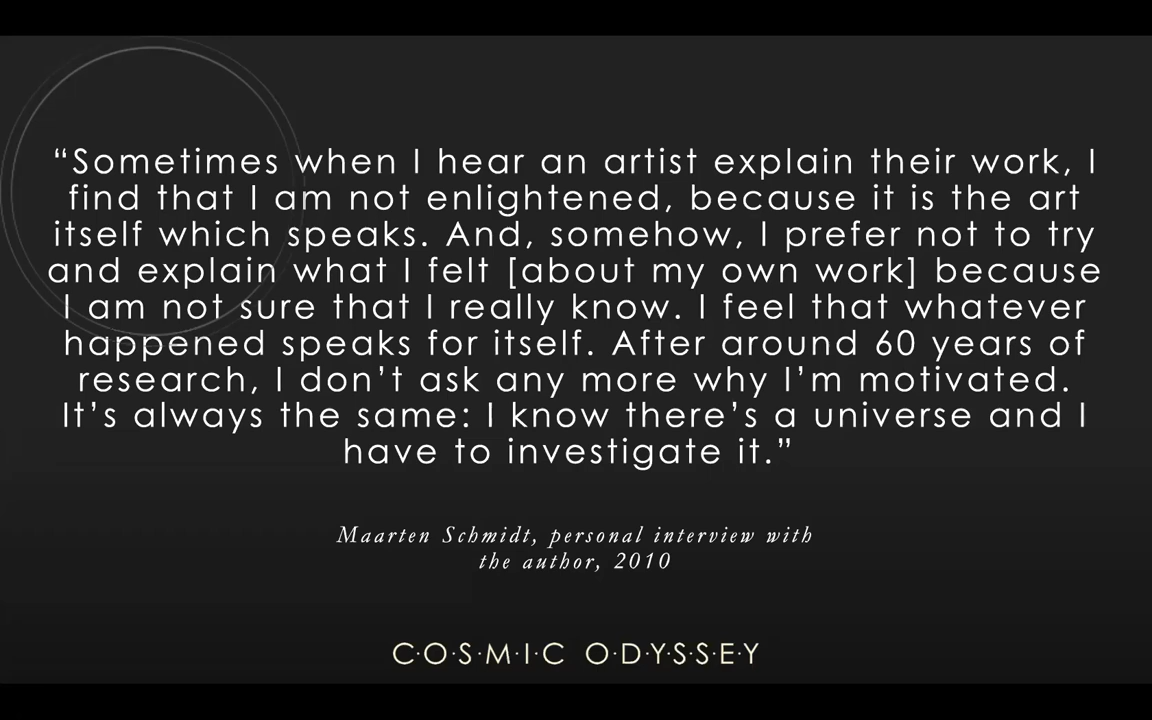 “Sometimes when I hear an artist explain their work, I
find that I am not enlightened, because it is the art
itself which speaks. And, somehow, I prefer not to try
and explain what I felt [about my own work] because
I am not sure that I really know. I feel that whatever
happened speaks for itself. After around 60 years of
research, I don’t ask any more why I’m motivated.
It’s always the same: I know there’s a universe and I
have to investigate it.”
Maarten Schmidt, personal interview with
the author, 2010
C·O·S·M·I·C O·D·Y·S·S·E·Y